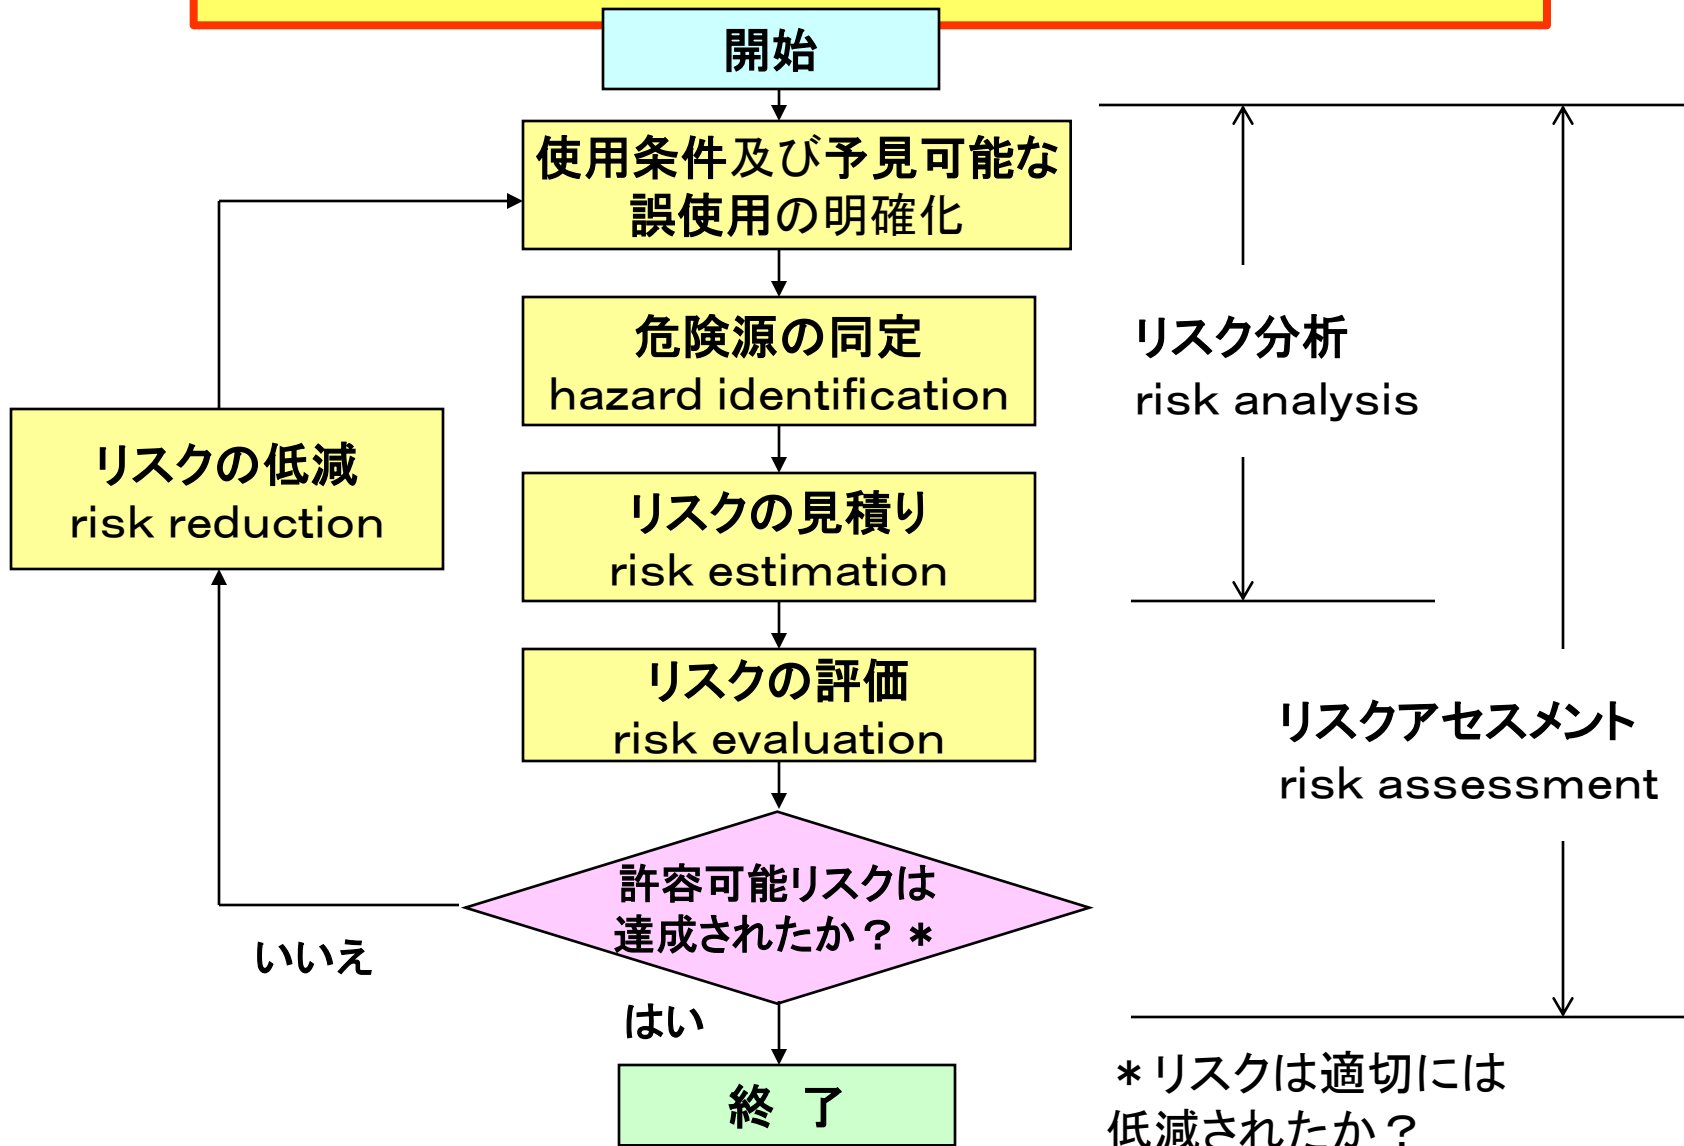 開始
使用条件及び予見可能な
誤使用の明確化
危険源の同定
hazard identification
リスク分析
risk analysis
リスクの低減
risk reduction
リスクの見積り
risk estimation
リスクの評価
risk evaluation
リスクアセスメント
risk assessment
許容可能リスクは
達成されたか？＊
いいえ
はい
終 了
＊リスクは適切には
低減されたか？